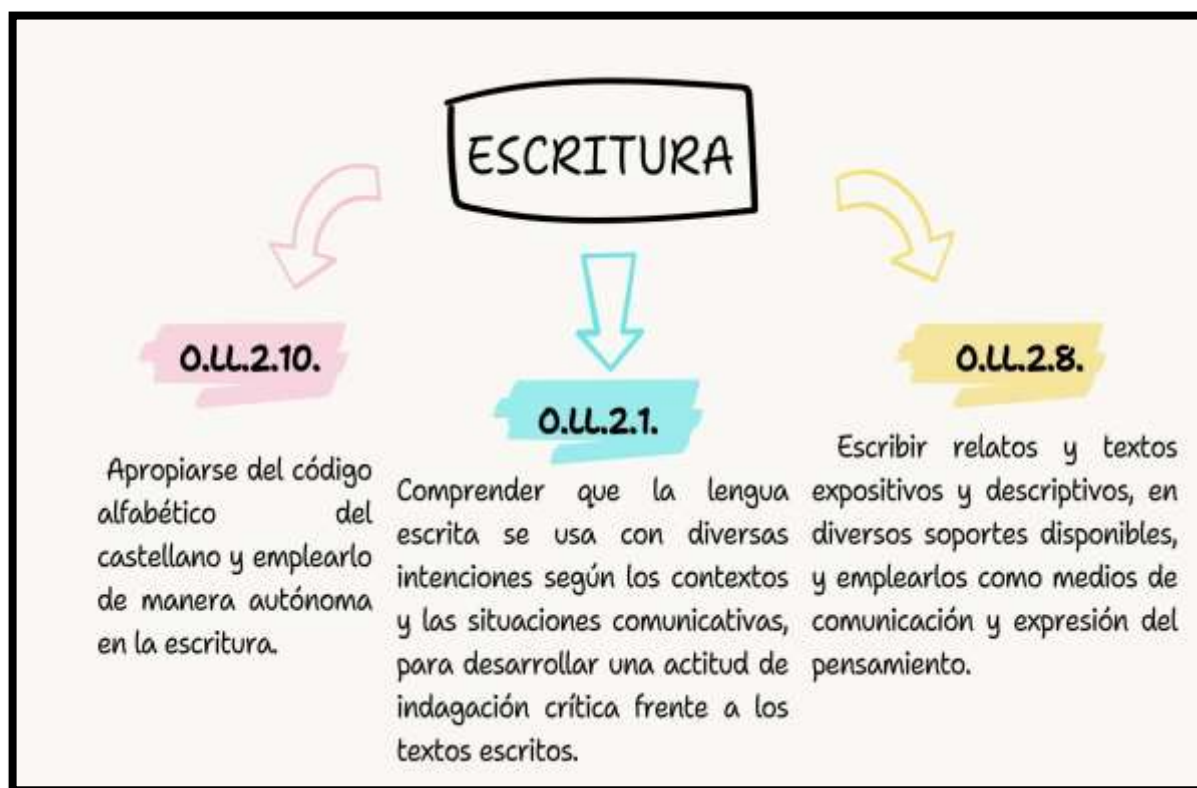 ESCRITURA
O.LL.2.10.
Apropiarse del código
alfabético del
castellano y emplearlo
de manera autónoma
en la escritura.
O.LL.2.1.
Comprender que la lengua
escrita se usa con diversas
intenciones según los contextos
y las situaciones comunicativas,
para desarrollar una actitud de
indagación crítica frente a los
textos escritos.
O.LL.2.8.
Escribir relatos y textos
expositivos y descriptivos, en
diversos soportes disponibles,
y emplearlos como medios de
comunicación y expresión del
pensamiento.